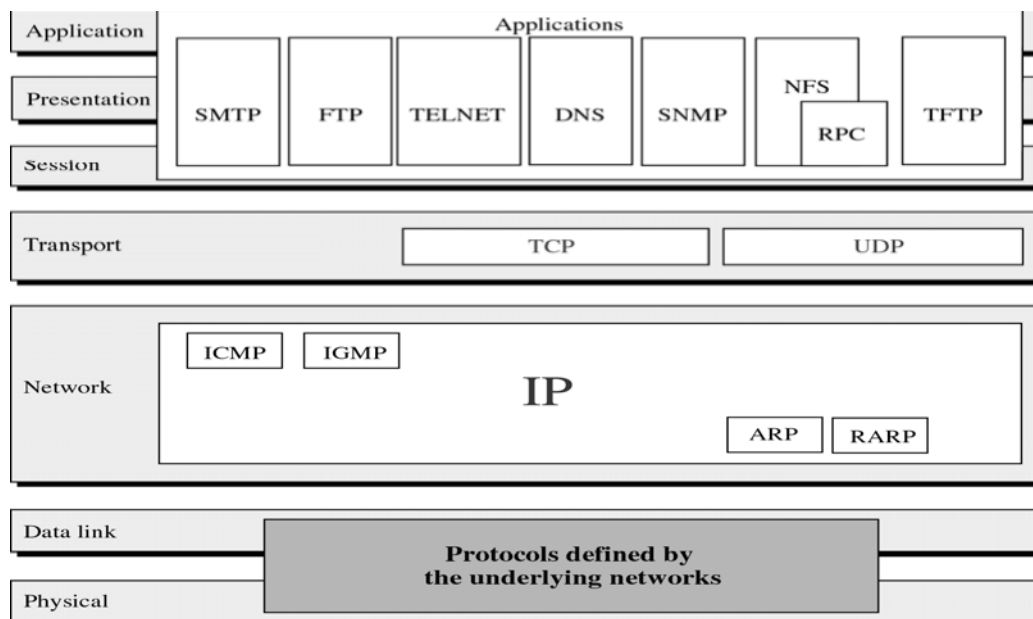 Application
Applications
Presentation
SMTP
FTP
TELNET
DNS
SNMP
NFS
RPC
TFTP
Session
Transport
TCP
UDP
ICMP
IGMP
Network
IP
ARP
RARP
Data link
Protocols defined by
the underlying networks
Physical